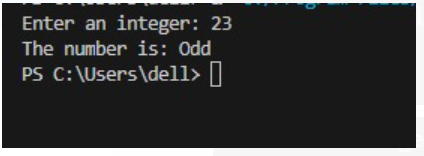 Enter an integer: 23
The number is: Odd
PS C:\Users\dell>